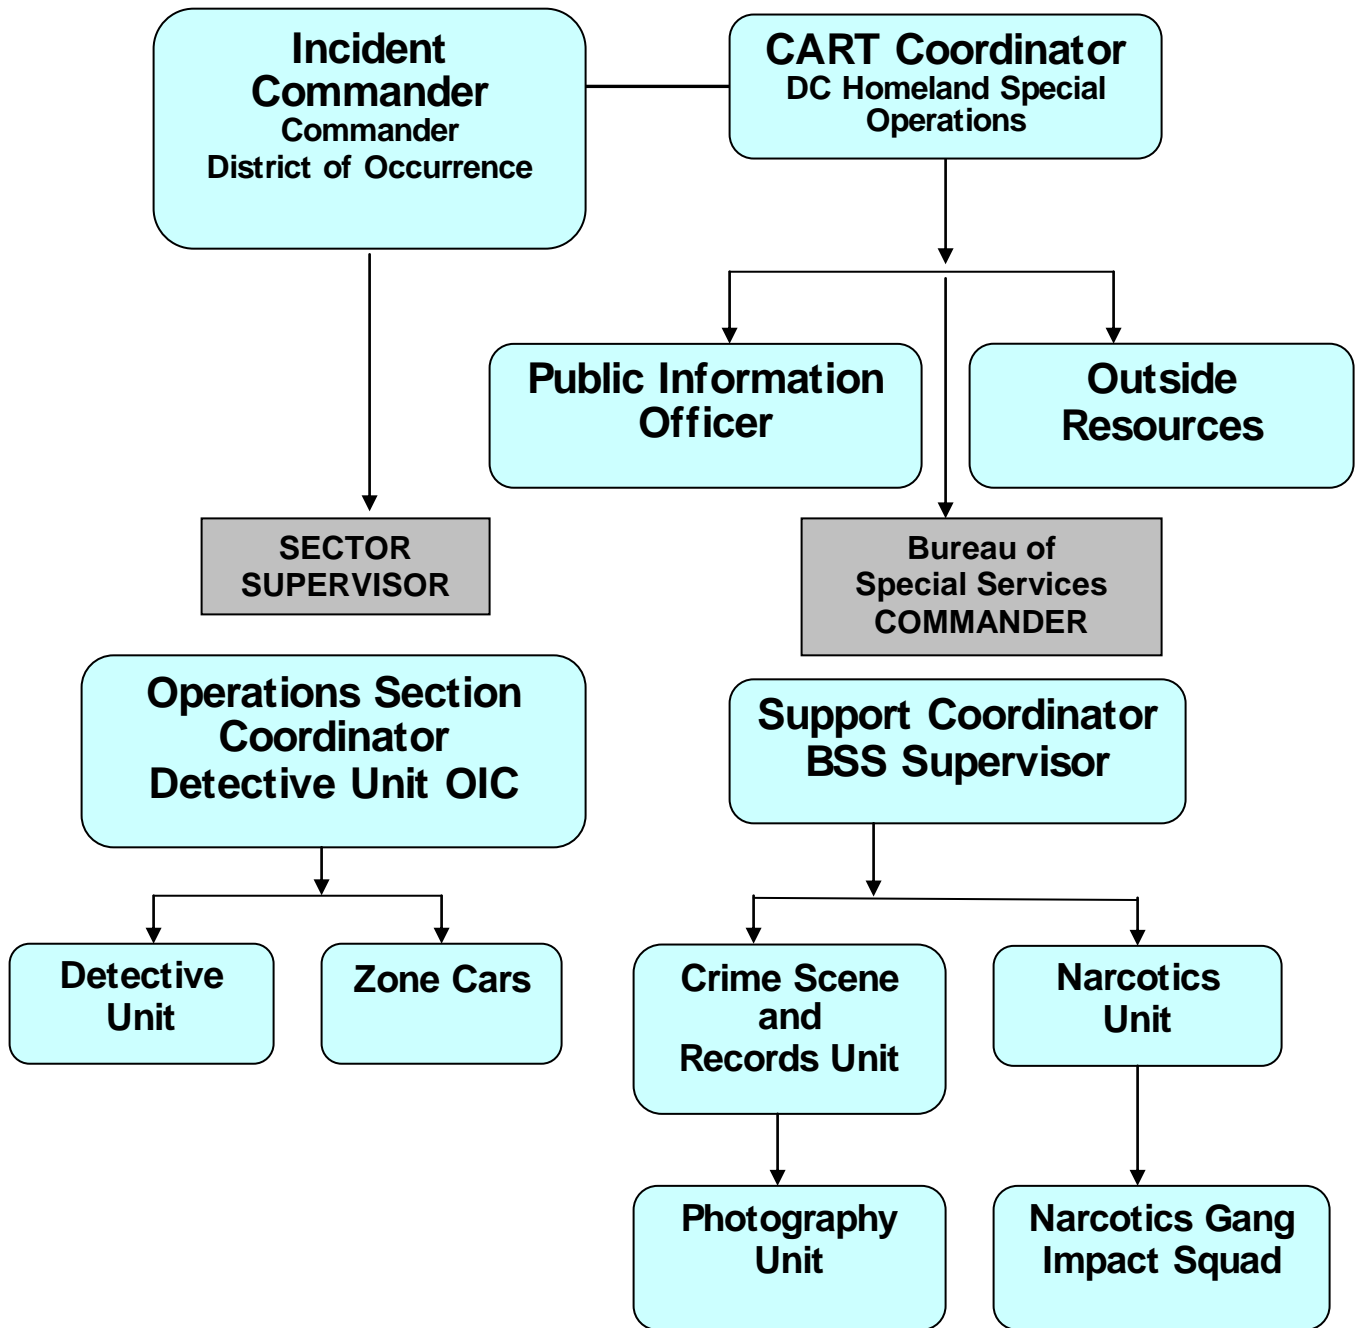 Incident
Commander
Commander
District of Occurrence
CART Coordinator
DC Homeland Special
Operations
Public Information
Officer
Outside
Resources
SECTOR
SUPERVISOR
Bureau of
Special Services
COMMANDER
Operations Section
Coordinator
Detective Unit OIC
Support Coordinator
BSS Supervisor
Detective
Unit
Zone Cars
Crime Scene
and
Records Unit
Narcotics
Unit
Photography
Unit
Narcotics Gang
Impact Squad